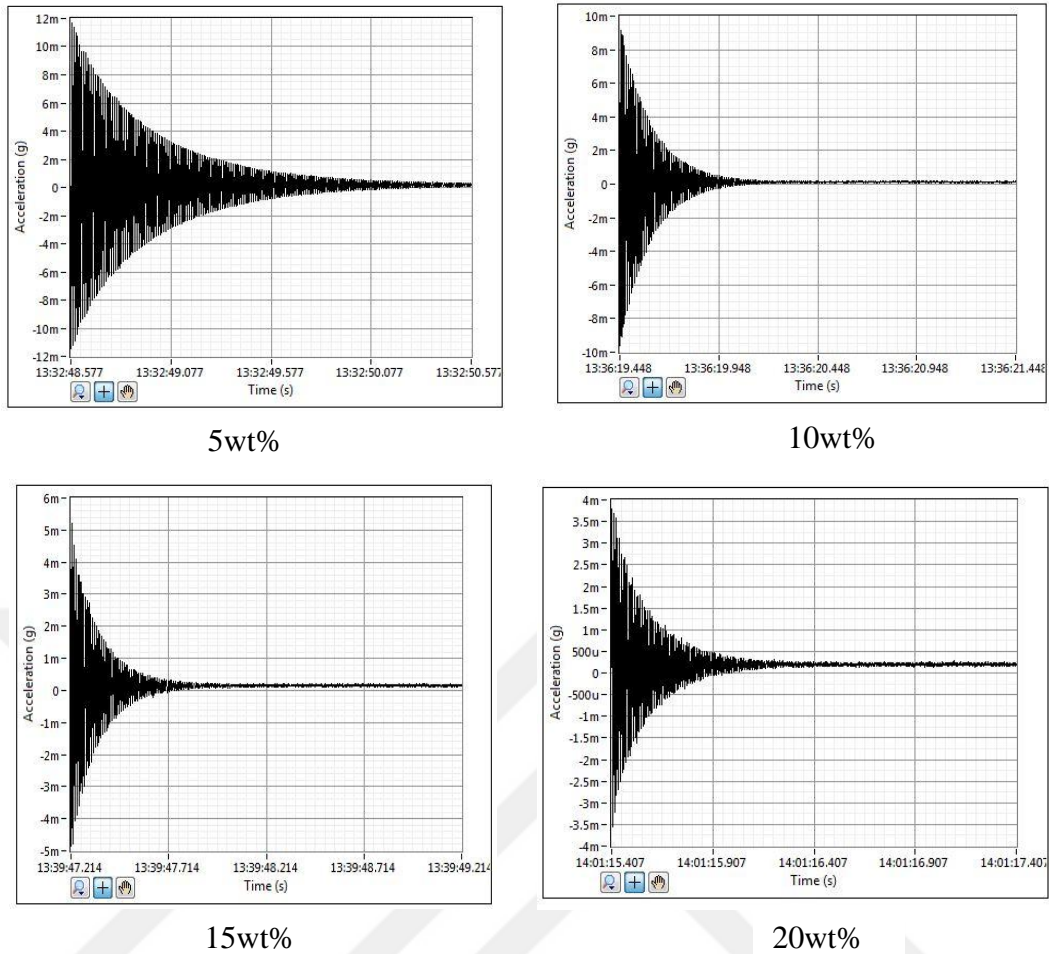 12m
10m
8m
6m
4m
2m
0
-2m
-4m
-6m
-8m
-10m
-12m
Acceleration (g)
13:32:48.577 13:32:49.077 13:32:49.577 13:32:50.077 13:32:50.577
Time (s)
5wt%
10m
8m
6m
4m
2m
0
-2m
-4m
-6m
-8m
-10m
Acceleration (g)
13:36:19.448 13:36:19.948 13:36:20.448 13:36:20.948 13:36:21.448
Time (s)
10wt%
6m
5m
4m
3m
2m
1m
0
-1m
-2m
-3m
-4m
-5m
Acceleration (g)
13:39:47.214 13:39:47.714 13:39:48.214 13:39:48.714 13:39:49.214
Time (s)
15wt%
4m
3.5m
3m
2.5m
2m
1.5m
1m
500u
0
-500u
-1m
-1.5m
-2m
-2.5m
-3m
-3.5m
-4m
Acceleration (g)
14:01:15.407 14:01:15.907 14:01:16.407 14:01:16.907 14:01:17.407
Time (s)
20wt%